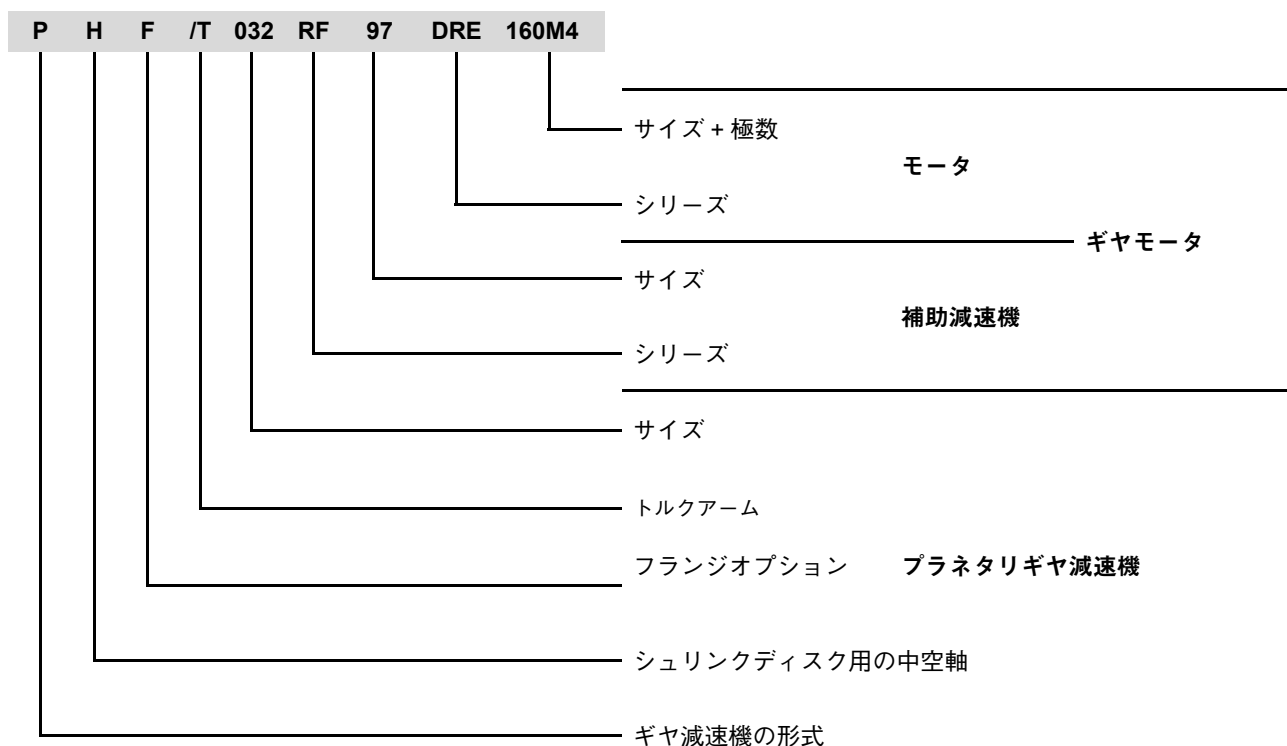 P H F /T 032 RF 97 DRE 160M4
サイズ + 極数
モータ
シリーズ
ギヤモータ
サイズ
補助減速機
シリーズ
サイズ
トルクアーム
フランジオプション プラネタリギヤ減速機
シュリンクディスク用の中空軸
ギヤ減速機の形式